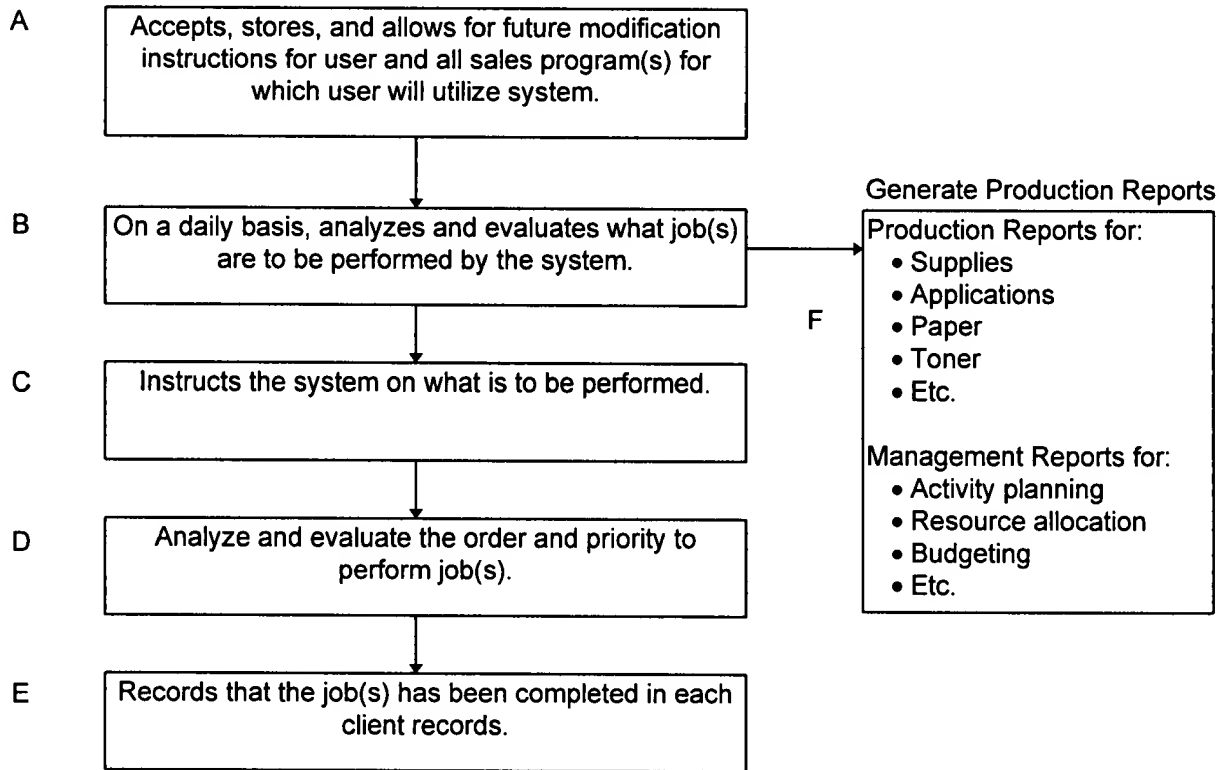 A
Accepts, stores, and allows for future modification
instructions for user and all sales program(s) for
which user will utilize system.
B
On a daily basis, analyzes and evaluates what job(s)
are to be performed by the system.
C
Instructs the system on what is to be performed.
D
Analyze and evaluate the order and priority to
perform job(s).
E
Records that the job(s) has been completed in each
client records.
F
Generate Production Reports
Production Reports for:
• Supplies
• Applications
• Paper
• Toner
• Etc.
Management Reports for:
• Activity planning
• Resource allocation
• Budgeting
• Etc.